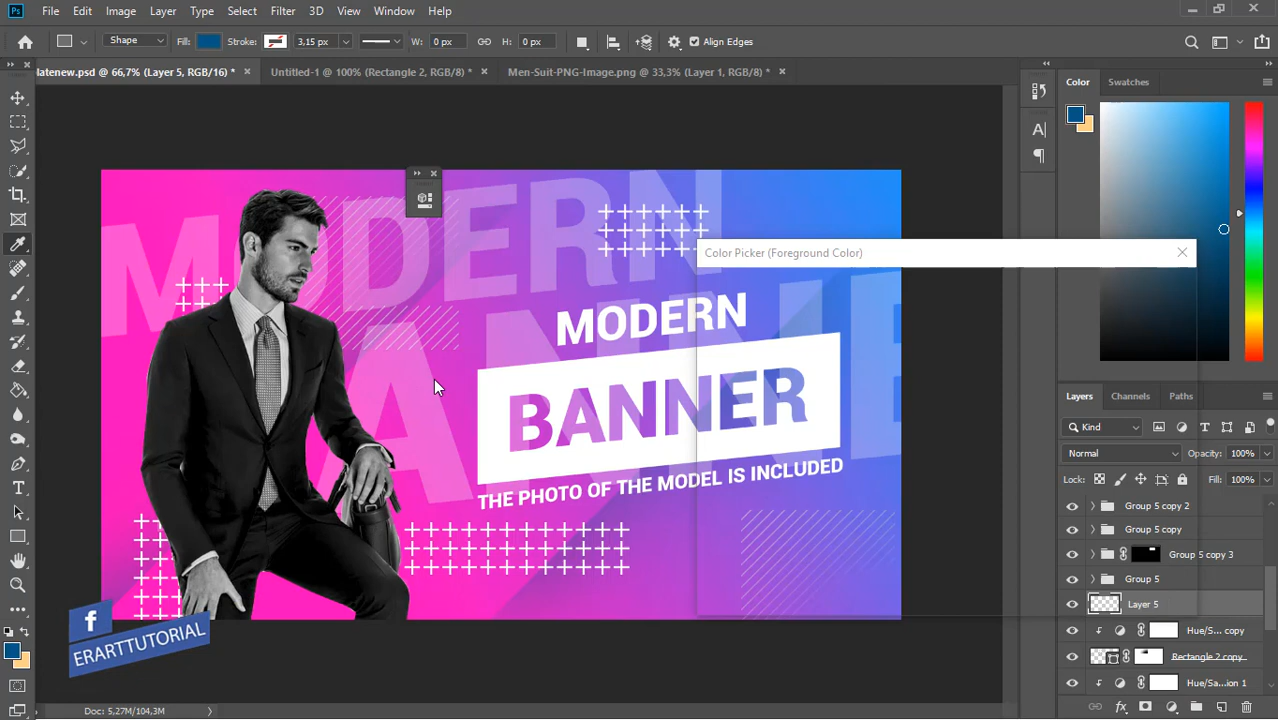 Ps File Edit Image Layer Type Select Filter 3D View Window Help
Shape Fill: Stroke: 3,15 px W: 0 px H: 0 px Align Edges
latenew.psd @ 66,7% (Layer 5, RGB/16) * Untitled-1 @ 100% (Rectangle 2, RGB/8) * Men-Suit-PNG-Image.png @ 33,3% (Layer 1, RGB/8) *
Color Swatches
MODERN
ANNE
Color Picker (Foreground Color)
MODERN
BANNER
THE PHOTO OF THE MODEL IS INCLUDED
f
ERARTTUTORIAL
Layers Channels Paths
Kind
Normal Opacity: 100%
Lock: Fill: 100%
Group 5 copy 2
Group 5 copy
Group 5 copy 3
Group 5
Layer 5
Hue/S... copy
Rectangle 2 copy
Hue/Sa...ion 1
Doc: 5,27M/104,3M